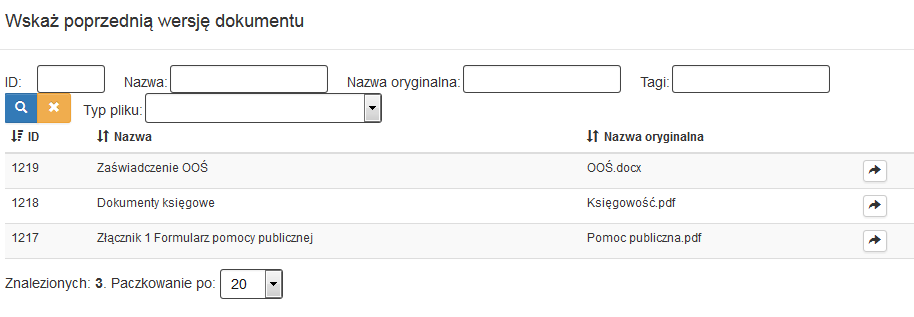 Wskaż poprzednią wersję dokumentu
ID: Nazwa: Nazwa oryginalna: Tagi:
Typ pliku:
ID Nazwa Nazwa oryginalna
1219 Zaświadczenie OOŚ OOŚ.docx
1218 Dokumenty księgowe Księgowość.pdf
1217 Złącznik 1 Formularz pomocy publicznej Pomoc publiczna.pdf
Znalezionych: 3. Paczkowanie po: 20